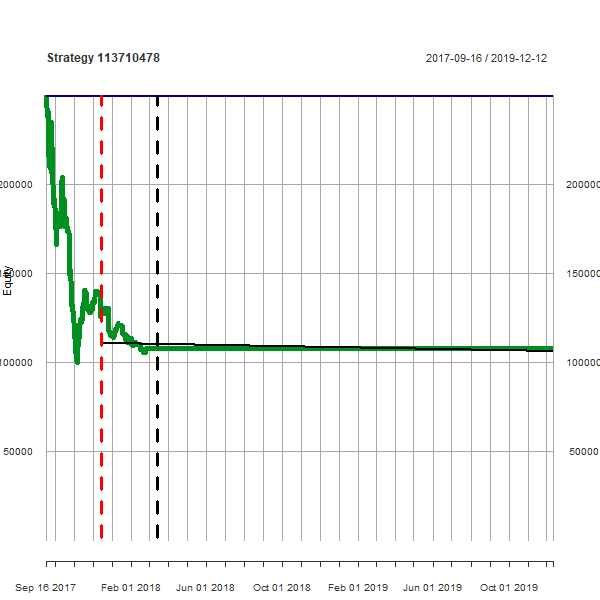 Strategy 113710478
2017-09-16 / 2019-12-12
200000 200000
150000 150000
Equity
100000 100000
50000 50000
Sep 16 2017 Feb 01 2018 Jun 01 2018 Oct 01 2018 Feb 01 2019 Jun 01 2019 Oct 01 2019